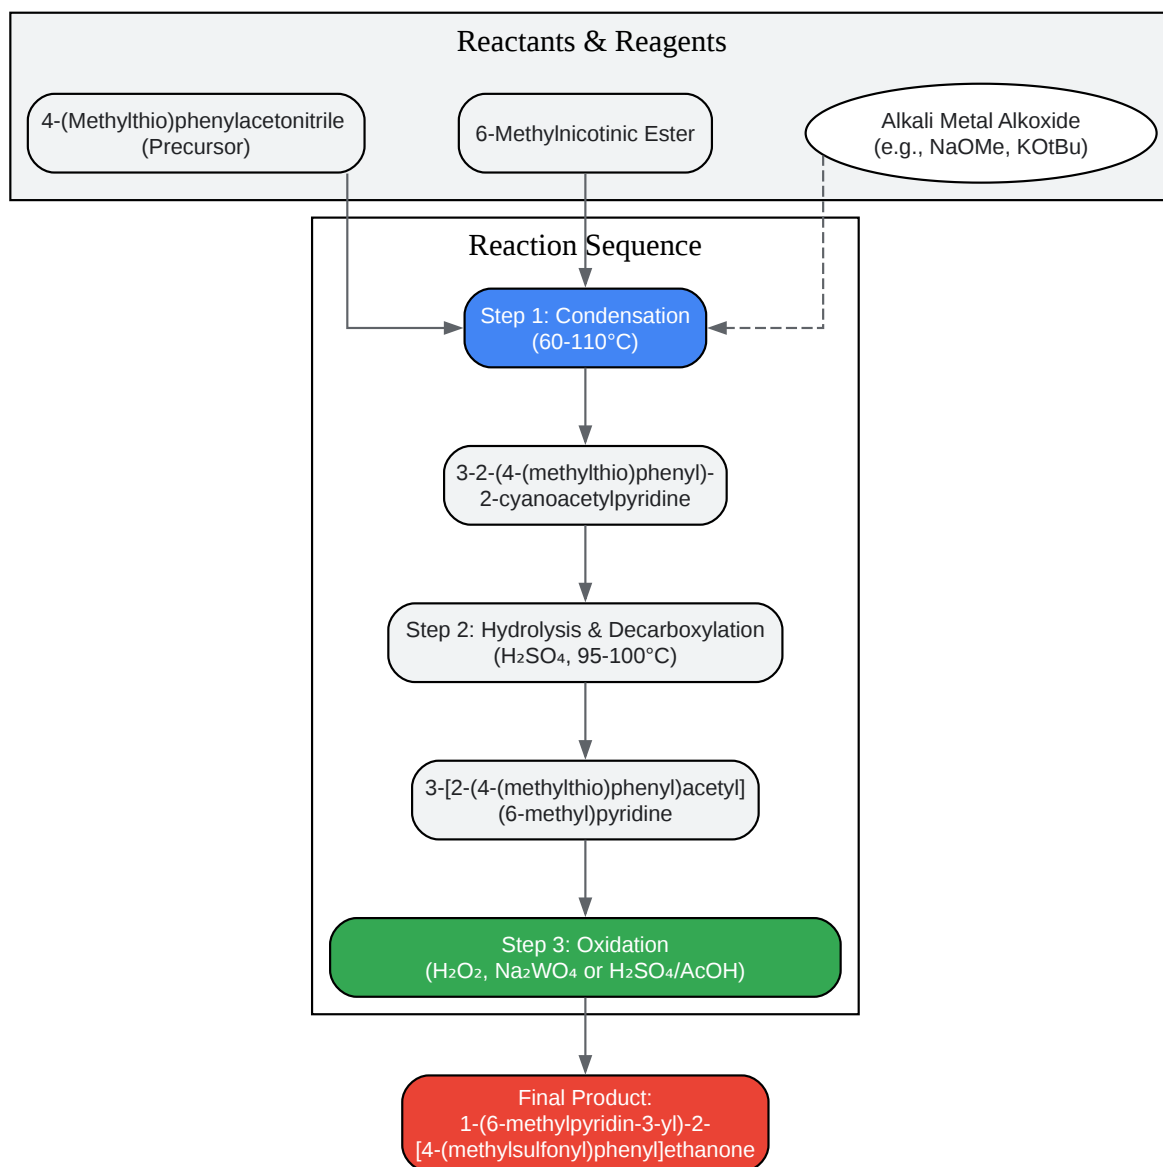 Reactants & Reagents
4-(Methylthio)phenylacetonitrile
(Precursor)
6-Methylnicotinic Ester
Alkali Metal Alkoxide
(e.g., NaOMe, KOtBu)
Reaction Sequence
Step 1: Condensation
(60-110°C)
3-2-(4-(methylthio)phenyl)-
2-cyanoacetylpyridine
Step 2: Hydrolysis & Decarboxylation
(H₂SO₄, 95-100°C)
3-[2-(4-(methylthio)phenyl)acetyl]
(6-methyl)pyridine
Step 3: Oxidation
(H₂O₂, Na₂WO₄ or H₂SO₄/AcOH)
Final Product:
1-(6-methylpyridin-3-yl)-2-
[4-(methylsulfonyl)phenyl]ethanone